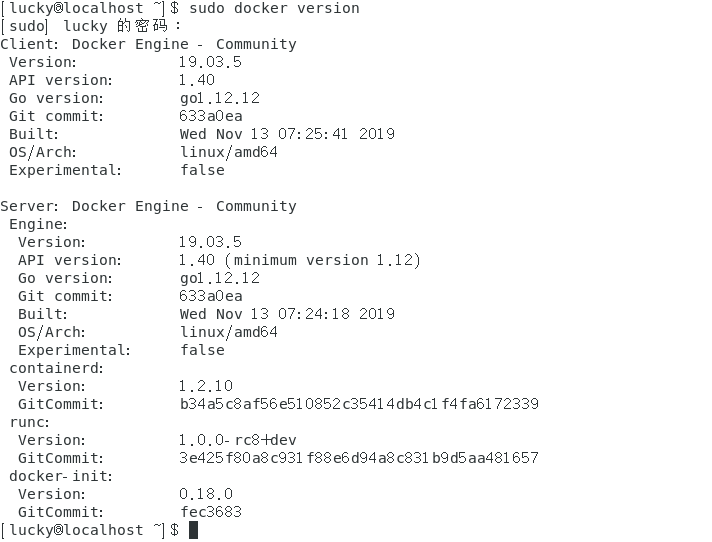 [lucky@localhost ~]$ sudo docker version
[sudo] lucky 的密码：
Client: Docker Engine - Community
 Version:           19.03.5
 API version:       1.40
 Go version:        go1.12.12
 Git commit:        633a0ea
 Built:             Wed Nov 13 07:25:41 2019
 OS/Arch:           linux/amd64
 Experimental:      false

Server: Docker Engine - Community
 Engine:
  Version:          19.03.5
  API version:      1.40 (minimum version 1.12)
  Go version:       go1.12.12
  Git commit:       633a0ea
  Built:            Wed Nov 13 07:24:18 2019
  OS/Arch:          linux/amd64
  Experimental:     false
 containerd:
  Version:          1.2.10
  GitCommit:        b34a5c8af56e510852c35414db4c1f4fa6172339
 runc:
  Version:          1.0.0-rc8+dev
  GitCommit:        3e425f80a8c931f88e6d94a8c831b9d5aa481657
 docker-init:
  Version:          0.18.0
  GitCommit:        fec3683
[lucky@localhost ~]$